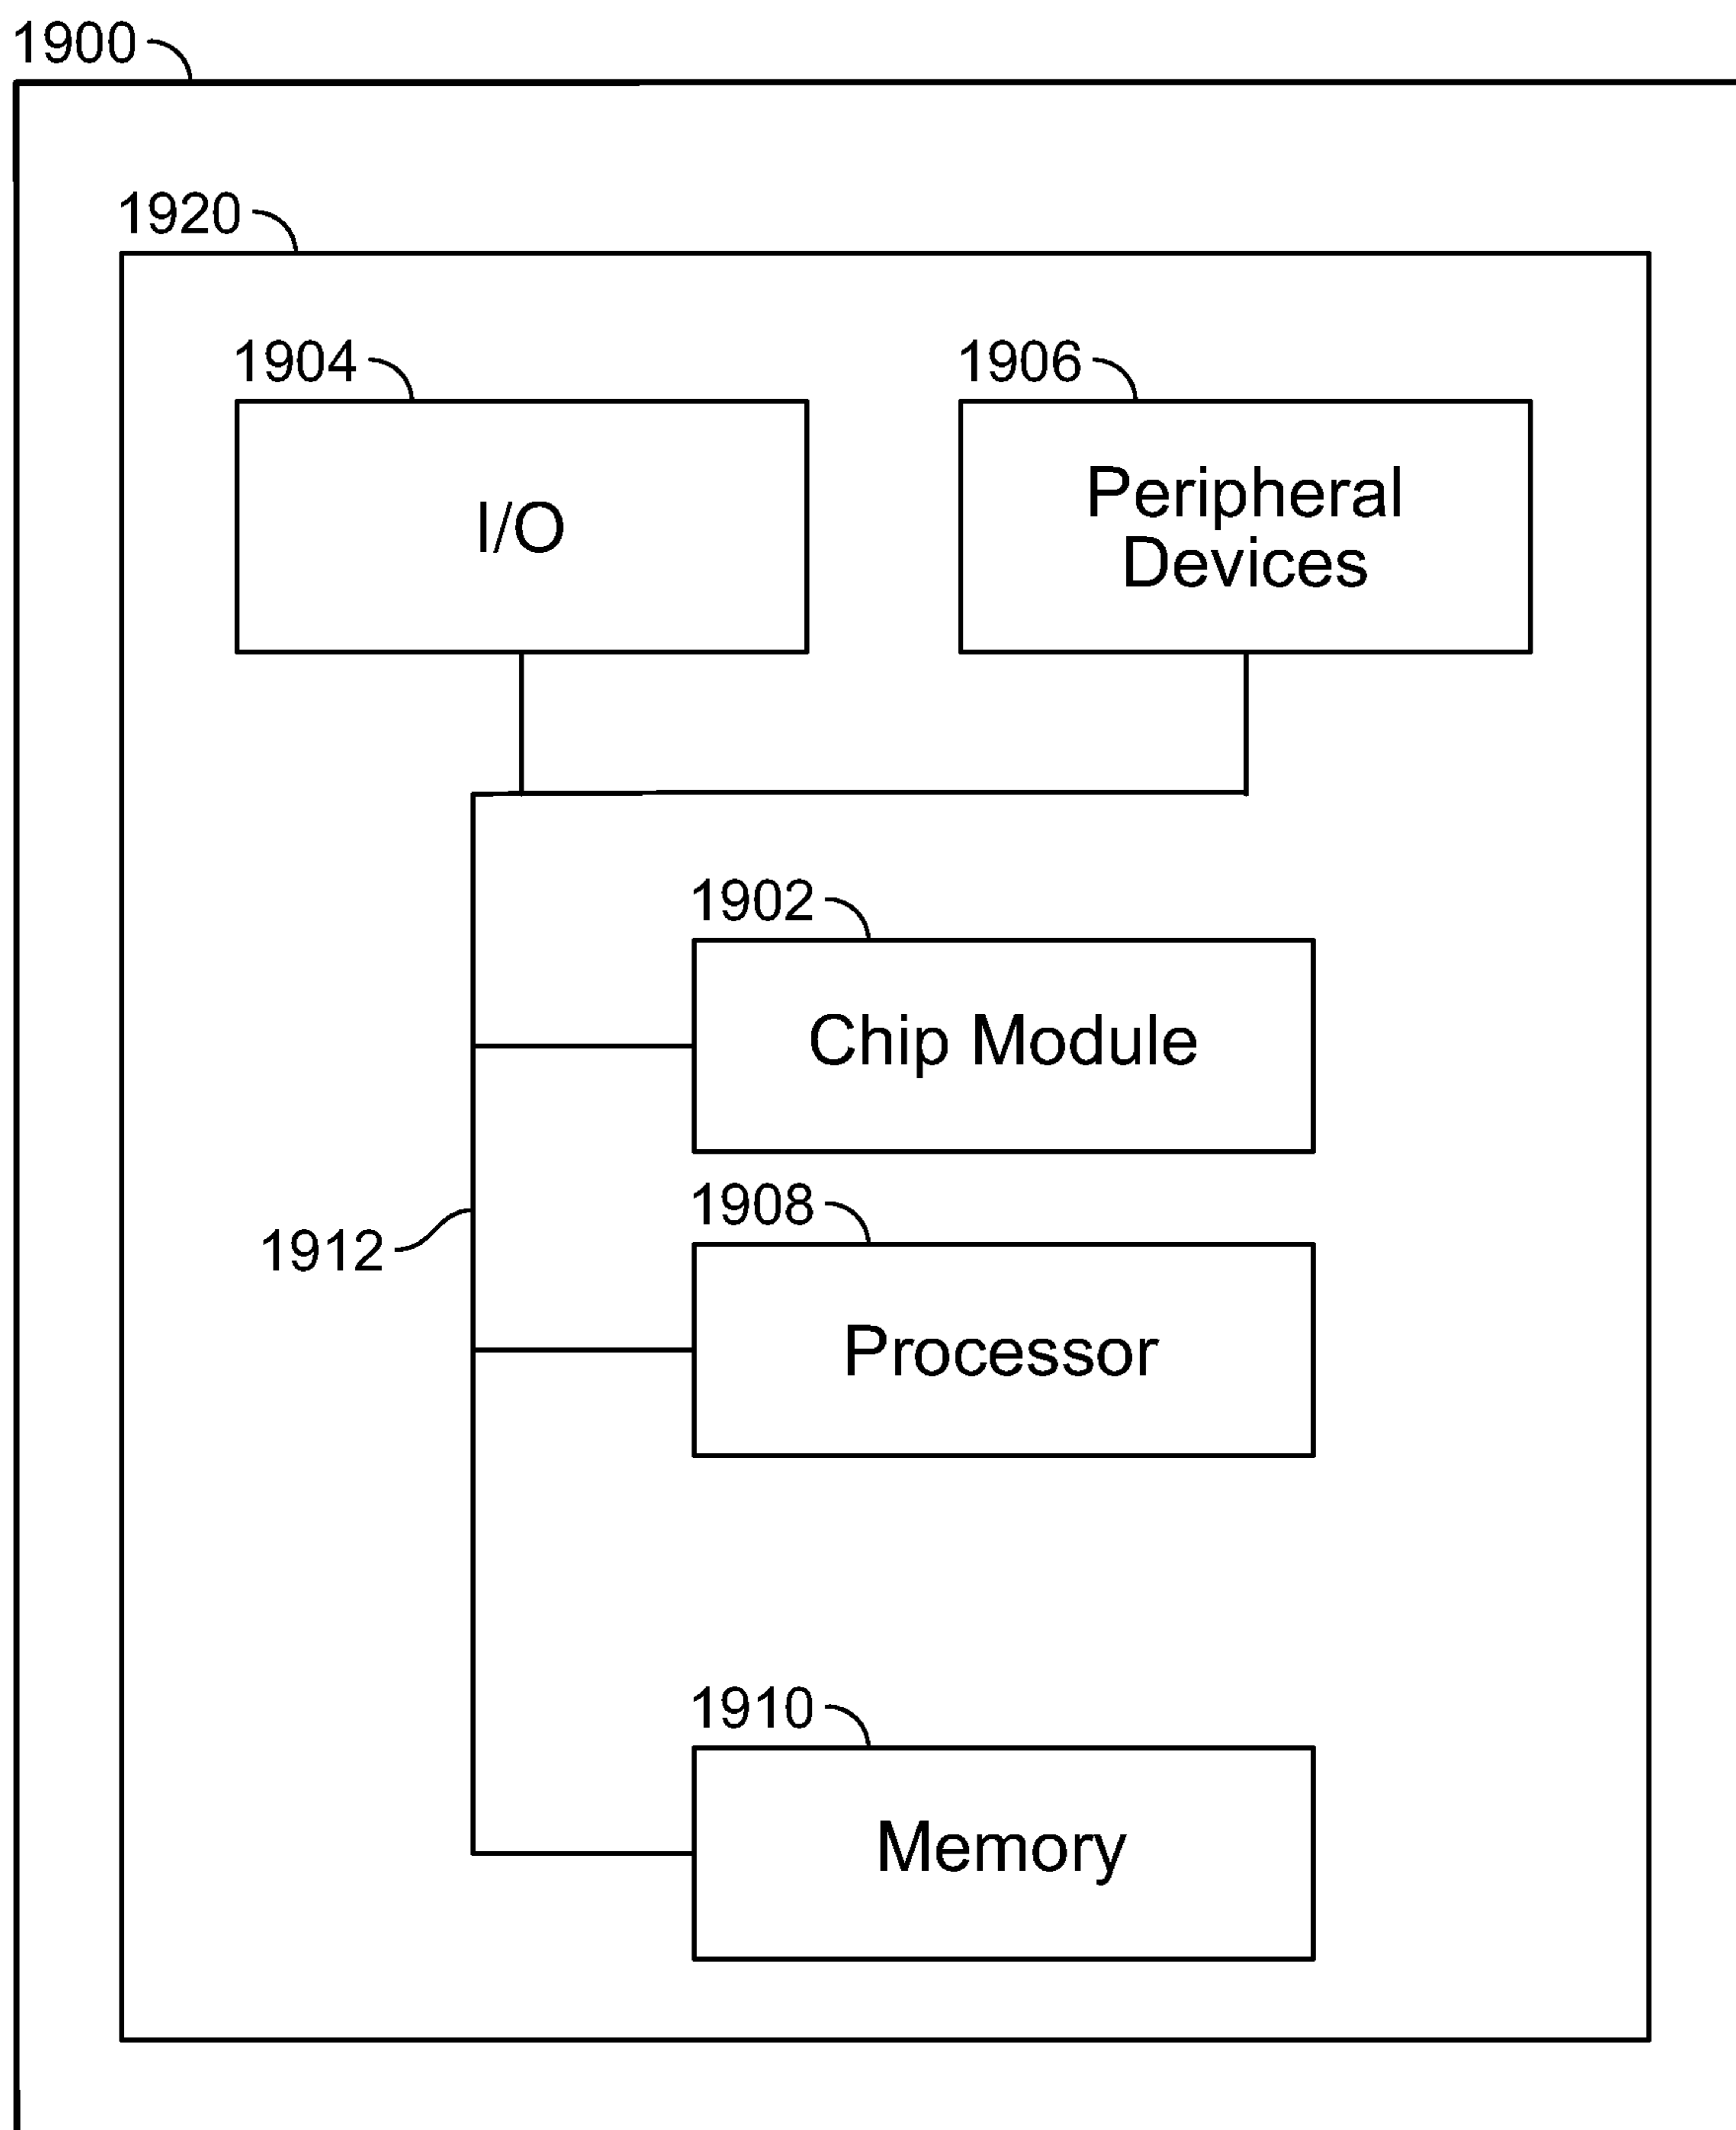 1900
1920
1904
1906
I/O
Peripheral
Devices
1902
Chip Module
1908
1912
Processor
1910
Memory